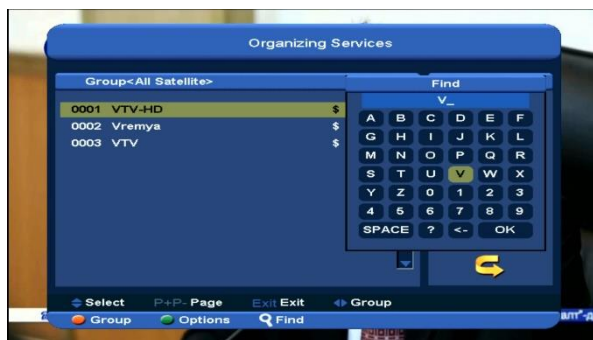 Organizing Services
Group<All Satellite>
Find
V_
0001 VTV-HD $
0002 Vremya $
0003 VTV $
A B C D E F
G H I J K L
M N O P Q R
S T U V W X
Y Z 0 1 2 3
4 5 6 7 8 9
SPACE ? <- OK
Select P+P- Page Exit Exit Group
Group Options Find